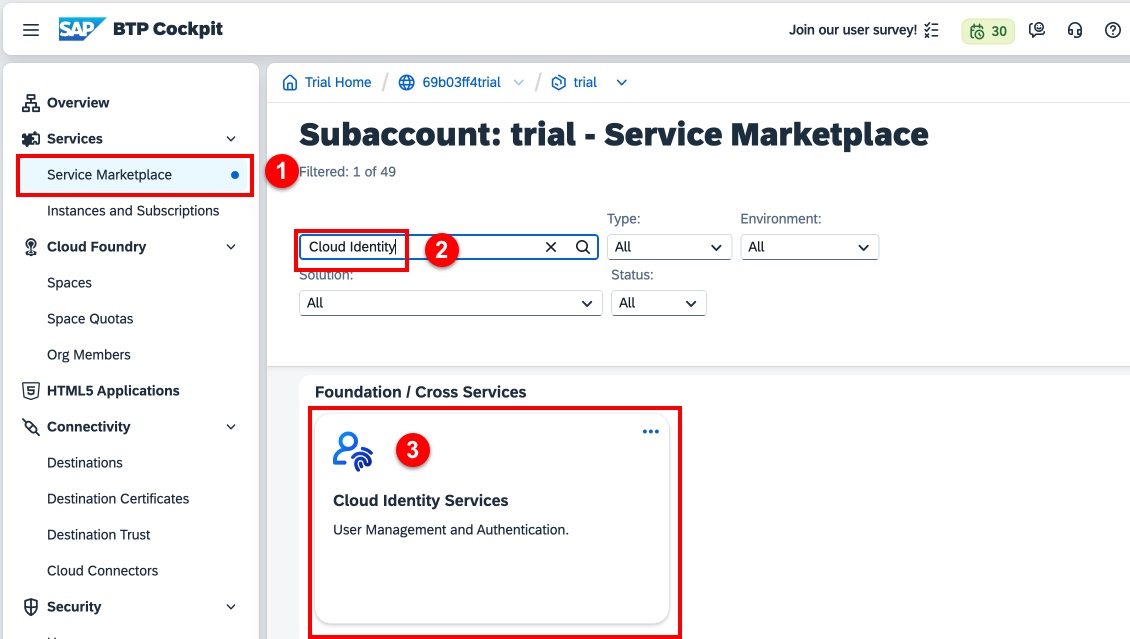 SAP BTP Cockpit
Join our user survey!
30
Overview
Services
Service Marketplace
Instances and Subscriptions
Cloud Foundry
Spaces
Space Quotas
Org Members
HTML5 Applications
Connectivity
Destinations
Destination Certificates
Destination Trust
Cloud Connectors
Security
Trial Home / 69b03ff4trial / trial
Subaccount: trial - Service Marketplace
1
Filtered: 1 of 49
Type:
Environment:
Cloud Identity
2
All
All
Solution:
Status:
All
All
Foundation / Cross Services
3
Cloud Identity Services
User Management and Authentication.